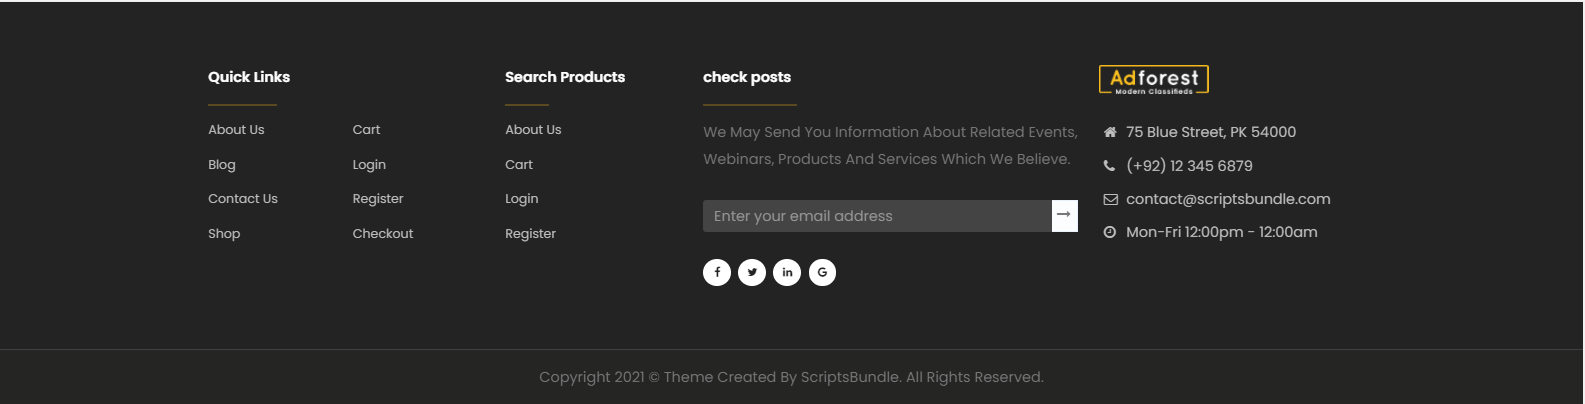 Quick Links
About Us
Blog
Contact Us
Shop
Cart
Login
Register
Checkout
Search Products
About Us
Cart
Login
Register
check posts
We May Send You Information About Related Events,
Webinars, Products And Services Which We Believe.
Enter your email address
Adforest
Modern Classifieds
75 Blue Street, PK 54000
(+92) 12 345 6879
contact@scriptsbundle.com
Mon-Fri 12:00pm - 12:00am
Copyright 2021 © Theme Created By ScriptsBundle. All Rights Reserved.